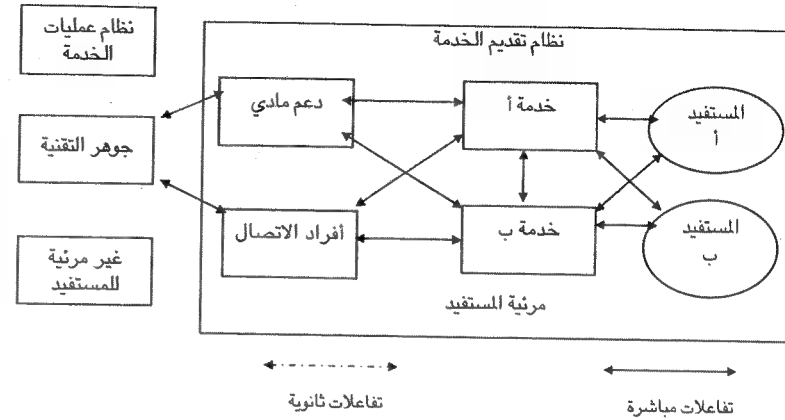 نظام عمليات
الخدمة
نظام تقديم الخدمة
دعم مادي
خدمة أ
المستفيد
أ
جوهر التقنية
أفراد الاتصال
خدمة ب
المستفيد
ب
غير مرئية
للمستفيد
مرئية المستفيد
تفاعلات ثانوية
تفاعلات مباشرة